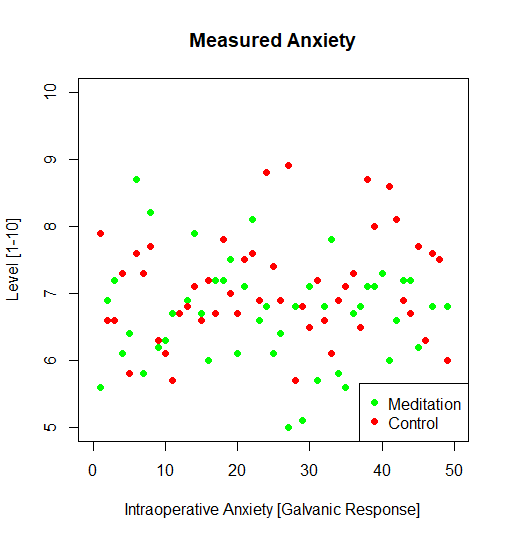 Measured Anxiety
Level [1-10]
10
9
8
7
6
5
0 10 20 30 40 50
Meditation
Control
Intraoperative Anxiety [Galvanic Response]